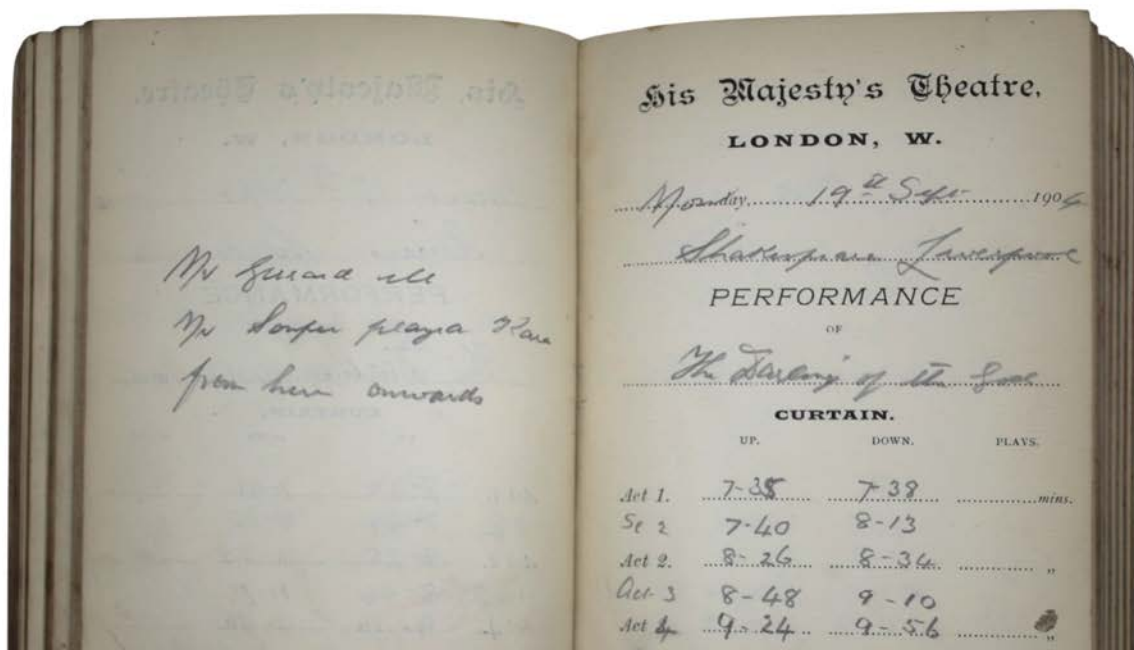 Mr Gerrard ill
Mr Souper played Kara
from here onwards
His Majesty's Theatre,
LONDON, W.
Monday 19th Sept 1904
Shakespeare Liverpool
PERFORMANCE
OF
The Darling of the Gods
CURTAIN.
UP. DOWN. PLAYS.
Act 1. 7-35 7-38 mins.
Sc 2 7-40 8-13
Act 2. 8-26 8-34 "
Act 3 8-48 9-10
Act 4 9-24 9-56 "